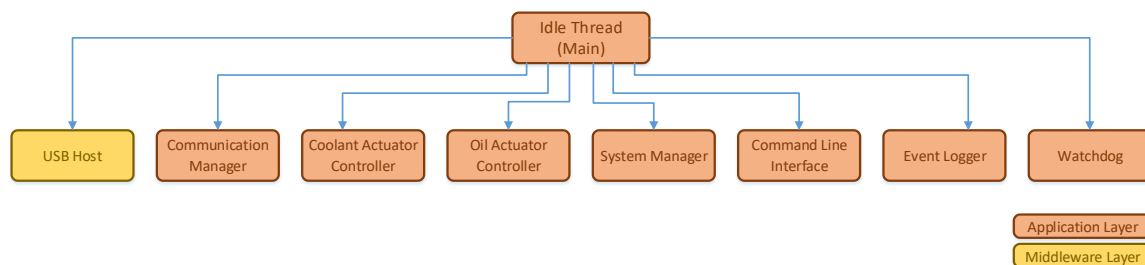 Idle Thread
(Main)
USB Host
Communication
Manager
Coolant Actuator
Controller
Oil Actuator
Controller
System Manager
Command Line
Interface
Event Logger
Watchdog
Application Layer
Middleware Layer